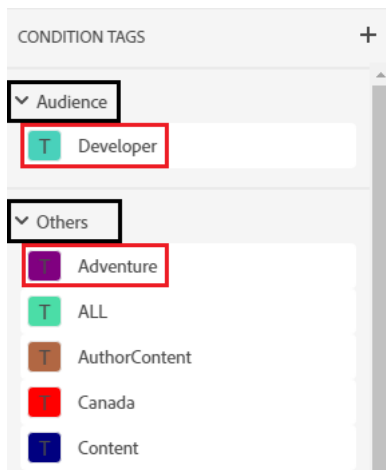 CONDITION TAGS +
Audience
T Developer
Others
T Adventure
T ALL
T AuthorContent
T Canada
T Content